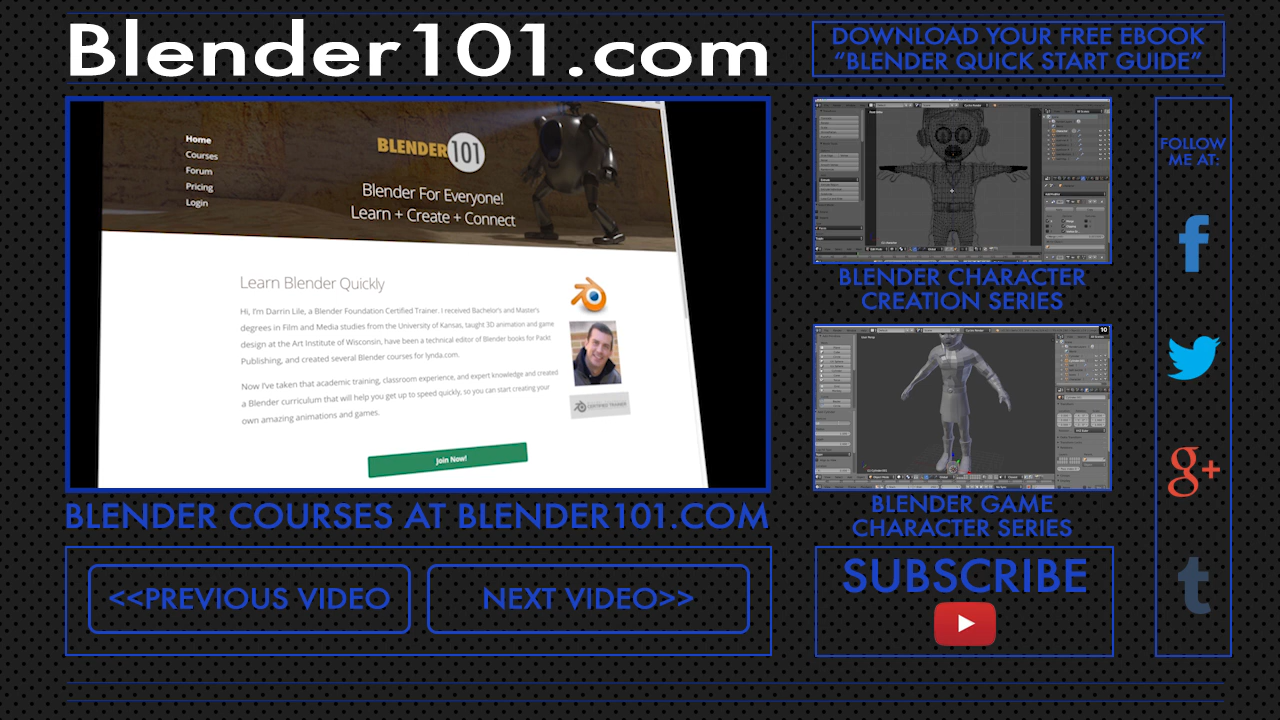 Blender101.com
DOWNLOAD YOUR FREE EBOOK
“BLENDER QUICK START GUIDE”
Home
Courses
Forum
Pricing
Login
BLENDER 101
Blender For Everyone!
Learn + Create + Connect
Learn Blender Quickly
Hi, I'm Darrin Lile, a Blender Foundation Certified Trainer. I received Bachelor's and Master's
degrees in Film and Media studies from the University of Kansas, taught 3D animation and game
design at the Art Institute of Wisconsin, have been a technical editor of Blender books for Packt
Publishing, and created several Blender courses for lynda.com.
Now I've taken that academic training, classroom experience, and expert knowledge and created
a Blender curriculum that will help you get up to speed quickly, so you can start creating your
own amazing animations and games.
CERTIFIED TRAINER
Join Now!
BLENDER COURSES AT BLENDER101.COM
<<PREVIOUS VIDEO
NEXT VIDEO>>
BLENDER CHARACTER
CREATION SERIES
10
BLENDER GAME
CHARACTER SERIES
SUBSCRIBE
FOLLOW
ME AT:
f
g+
t